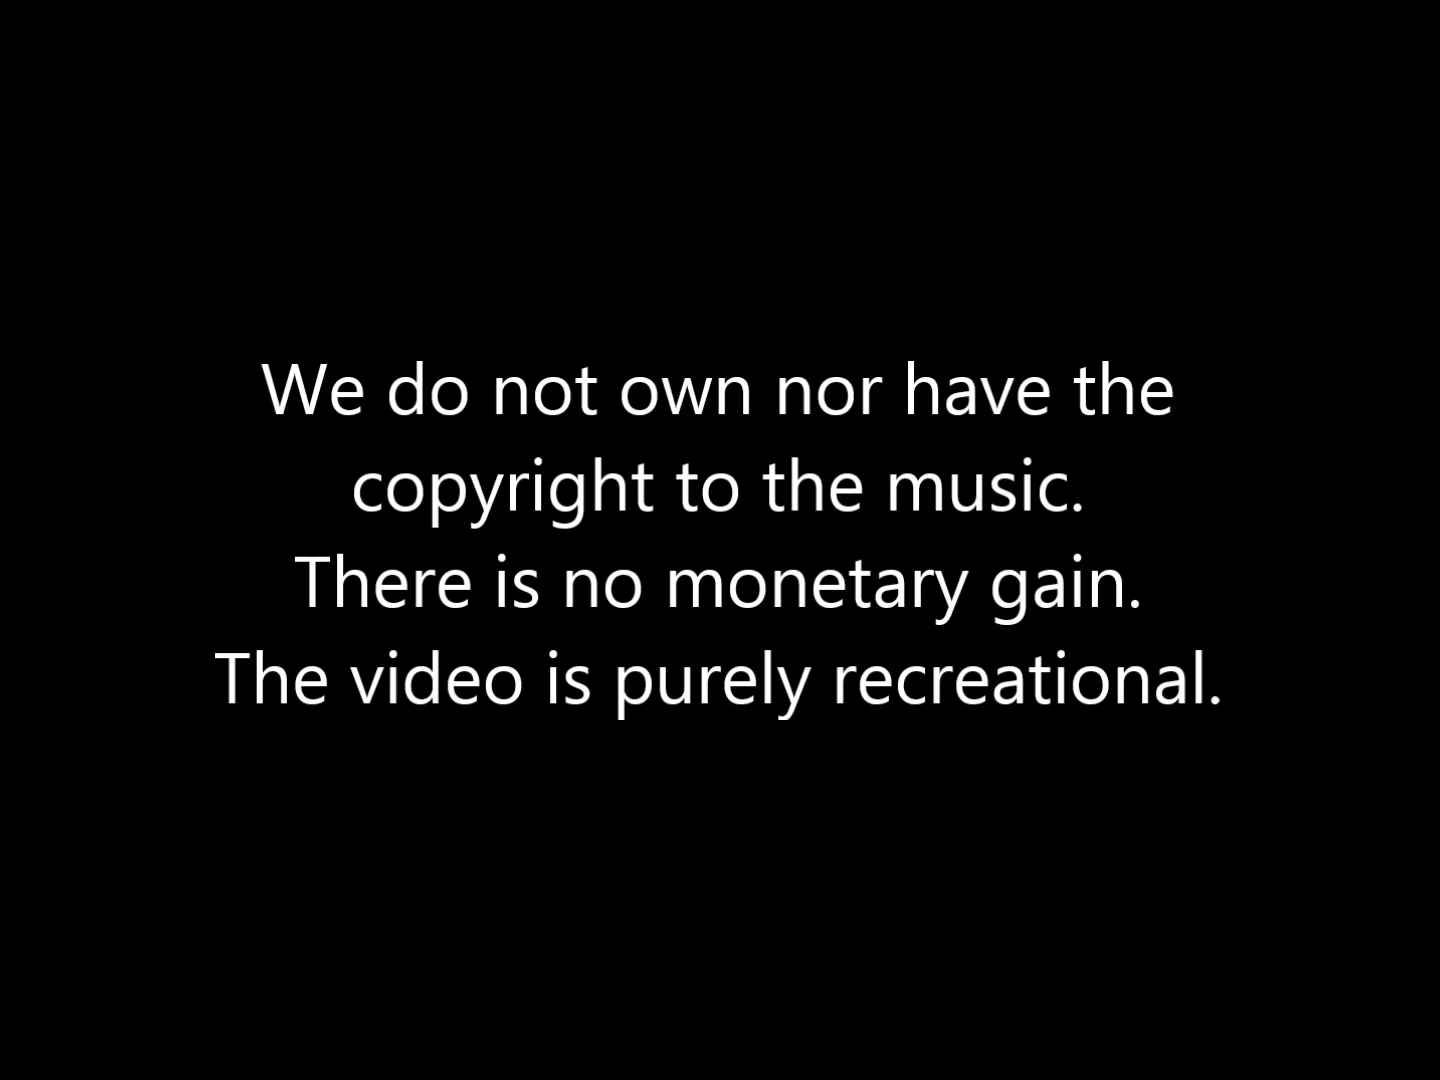 We do not own nor have the
copyright to the music.
There is no monetary gain.
The video is purely recreational.